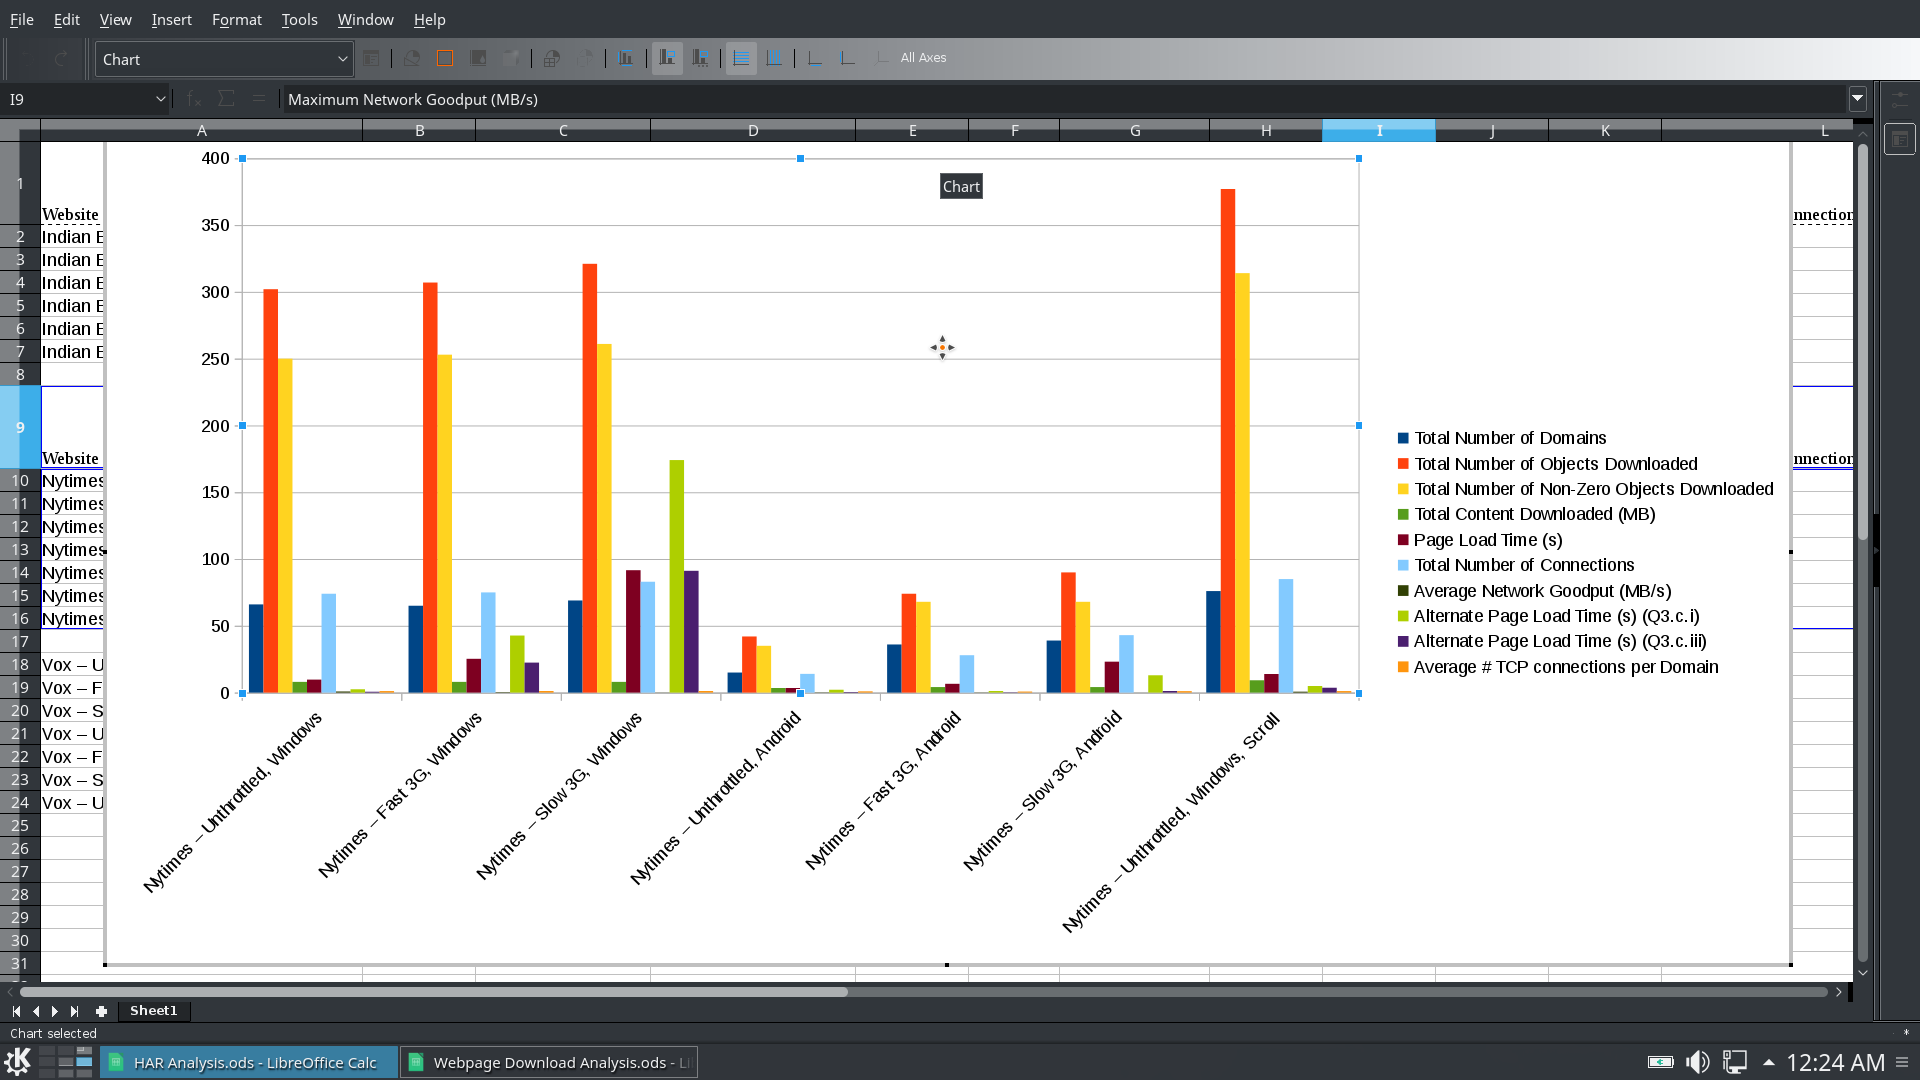 File Edit View Insert Format Tools Window Help
Chart
All Axes
I9
Maximum Network Goodput (MB/s)
A B C D E F G H I J K L
1
Website
nnection
2 Indian E
3 Indian E
4 Indian E
5 Indian E
6 Indian E
7 Indian E
8
9
Website
nnection
10 Nytimes
11 Nytimes
12 Nytimes
13 Nytimes
14 Nytimes
15 Nytimes
16 Nytimes
17
18 Vox – U
19 Vox – F
20 Vox – S
21 Vox – U
22 Vox – F
23 Vox – S
24 Vox – U
25
26
27
28
29
30
31
400
350
300
250
200
150
100
50
0
Chart
Total Number of Domains
Total Number of Objects Downloaded
Total Number of Non-Zero Objects Downloaded
Total Content Downloaded (MB)
Page Load Time (s)
Total Number of Connections
Average Network Goodput (MB/s)
Alternate Page Load Time (s) (Q3.c.i)
Alternate Page Load Time (s) (Q3.c.iii)
Average # TCP connections per Domain
Nytimes – Unthrottled, Windows
Nytimes – Fast 3G, Windows
Nytimes – Slow 3G, Windows
Nytimes – Unthrottled, Android
Nytimes – Fast 3G, Android
Nytimes – Slow 3G, Android
Nytimes – Unthrottled, Windows, Scroll
Sheet1
Chart selected
*
HAR Analysis.ods - LibreOffice Calc
Webpage Download Analysis.ods - Li
12:24 AM